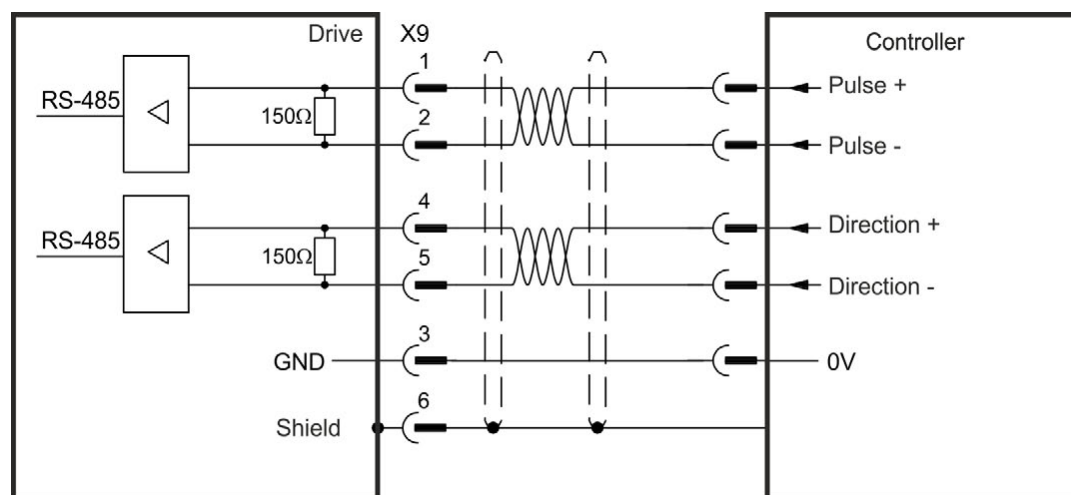 Drive
X9
Controller
1
RS-485
150Ω
Pulse +
2
Pulse -
4
RS-485
150Ω
Direction +
5
Direction -
3
GND
0V
6
Shield